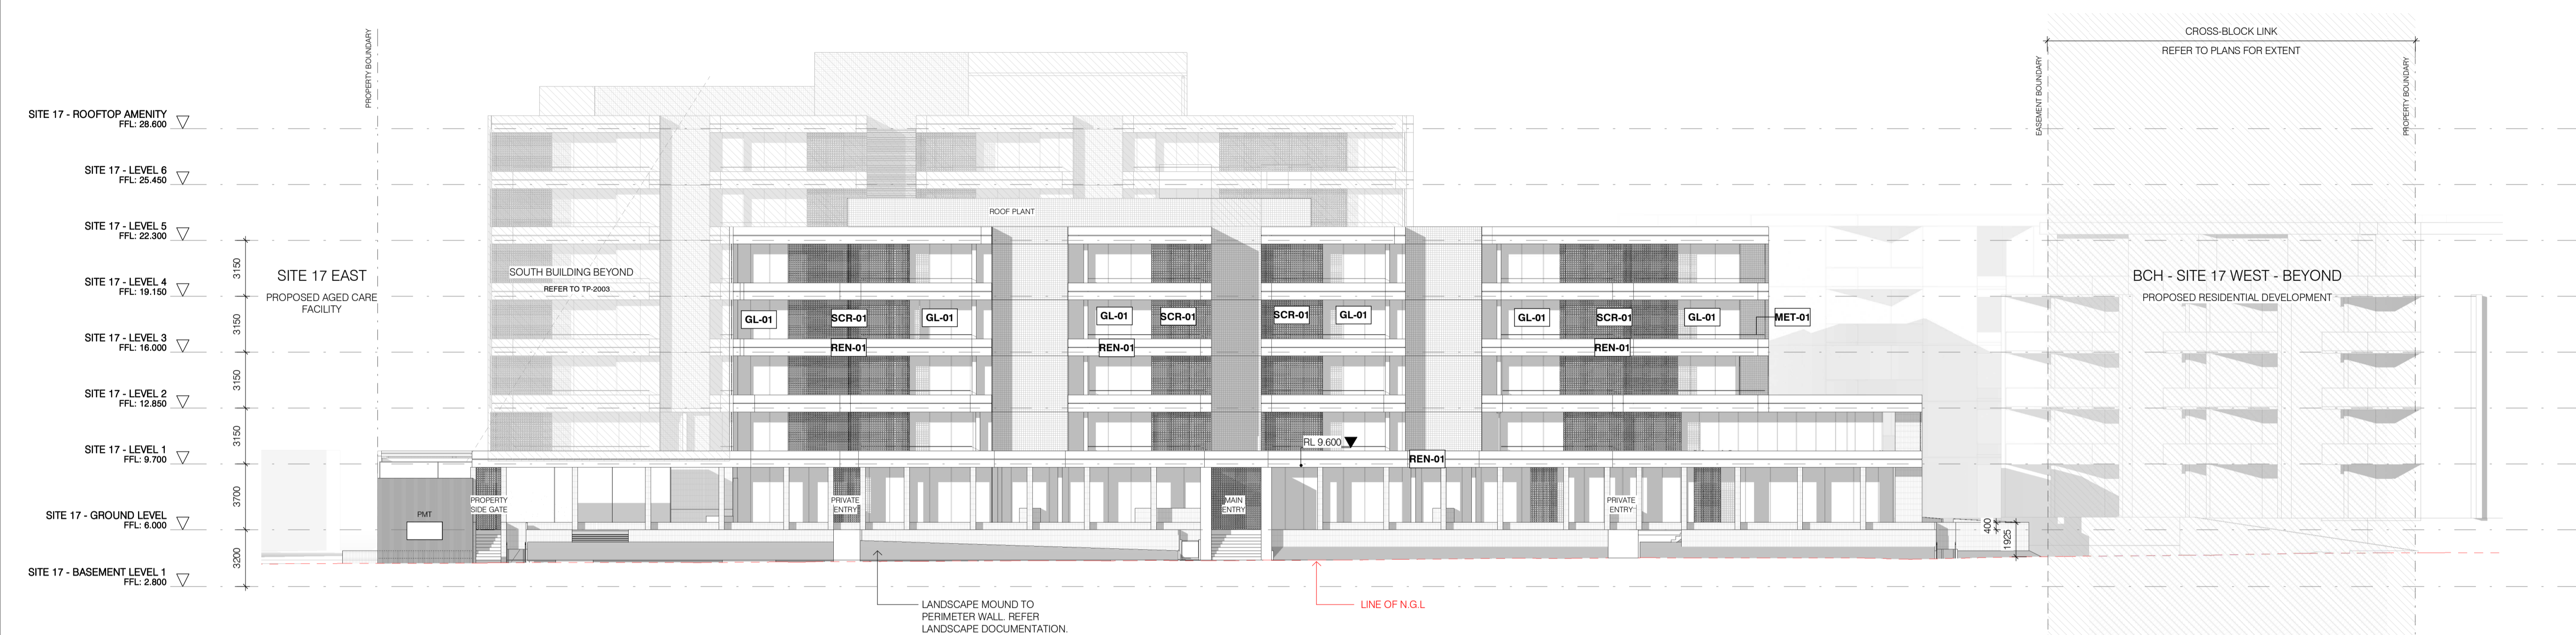 CROSS-BLOCK LINK
REFER TO PLANS FOR EXTENT
PROPERTY BOUNDARY
EASEMENT BOUNDARY
PROPERTY BOUNDARY
SITE 17 - ROOFTOP AMENITY
FFL: 28.600
SITE 17 - LEVEL 6
FFL: 25.450
SITE 17 - LEVEL 5
FFL: 22.300
SITE 17 - LEVEL 4
FFL: 19.150
SITE 17 - LEVEL 3
FFL: 16.000
SITE 17 - LEVEL 2
FFL: 12.850
SITE 17 - LEVEL 1
FFL: 9.700
SITE 17 - GROUND LEVEL
FFL: 6.000
SITE 17 - BASEMENT LEVEL 1
FFL: 2.800
3150
3150
3150
3150
3700
3200
SITE 17 EAST
PROPOSED AGED CARE
FACILITY
SOUTH BUILDING BEYOND
REFER TO TP-2003
ROOF PLANT
BCH - SITE 17 WEST - BEYOND
PROPOSED RESIDENTIAL DEVELOPMENT
GL-01
SCR-01
GL-01
GL-01
SCR-01
SCR-01
GL-01
GL-01
SCR-01
GL-01
MET-01
REN-01
REN-01
REN-01
RL 9.600
REN-01
PMT
PROPERTY
SIDE GATE
PRIVATE
ENTRY
MAIN
ENTRY
PRIVATE
ENTRY
400
1925
LANDSCAPE MOUND TO
PERIMETER WALL. REFER
LANDSCAPE DOCUMENTATION.
LINE OF N.G.L